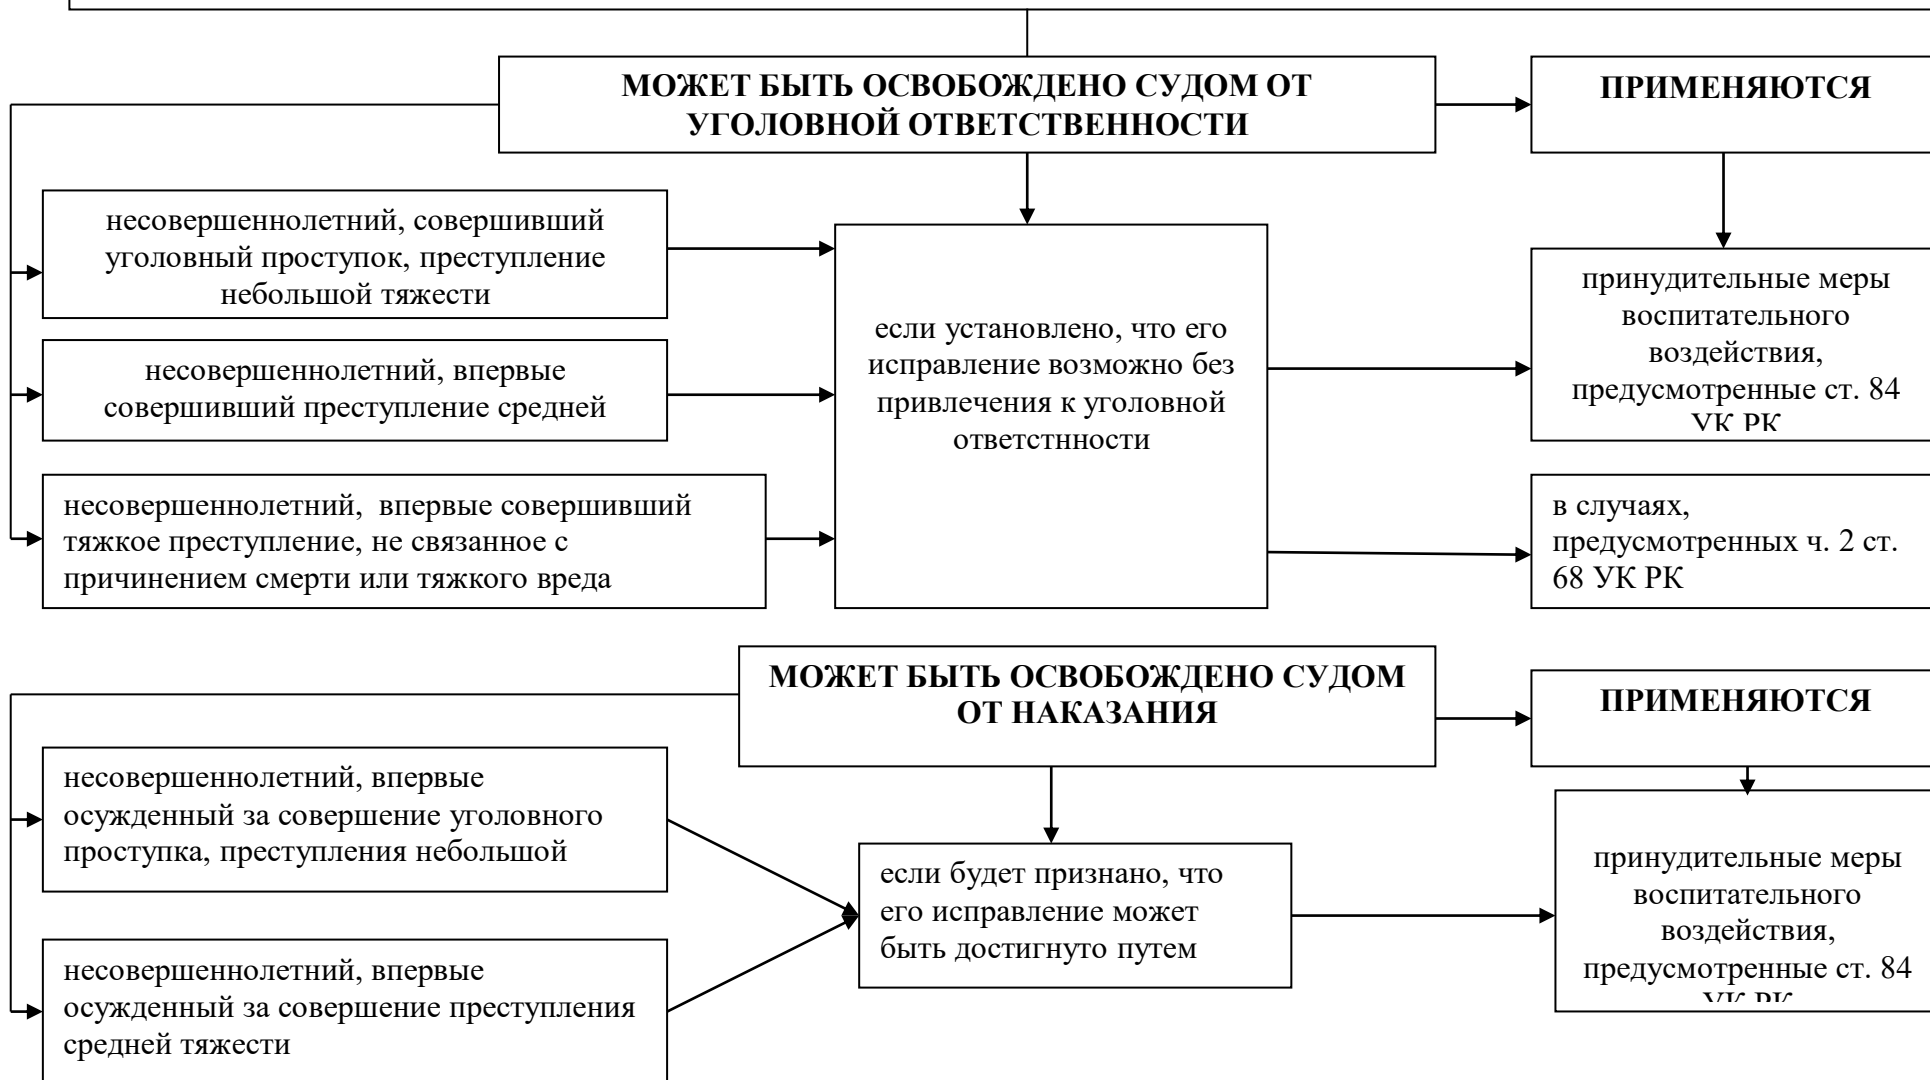 МОЖЕТ БЫТЬ ОСВОБОЖДЕНО СУДОМ ОТ
УГОЛОВНОЙ ОТВЕТСТВЕННОСТИ
ПРИМЕНЯЮТСЯ
несовершеннолетний, совершивший
уголовный проступок, преступление
небольшой тяжести
несовершеннолетний, впервые
совершивший преступление средней
несовершеннолетний, впервые совершивший
тяжкое преступление, не связанное с
причинением смерти или тяжкого вреда
если установлено, что его
исправление возможно без
привлечения к уголовной
ответстнности
принудительные меры
воспитательного
воздействия,
предусмотренные ст. 84
УК РК
в случаях,
предусмотренных ч. 2 ст.
68 УК РК
МОЖЕТ БЫТЬ ОСВОБОЖДЕНО СУДОМ
ОТ НАКАЗАНИЯ
ПРИМЕНЯЮТСЯ
несовершеннолетний, впервые
осужденный за совершение уголовного
проступка, преступления небольшой
несовершеннолетний, впервые
осужденный за совершение преступления
средней тяжести
если будет признано, что
его исправление может
быть достигнуто путем
принудительные меры
воспитательного
воздействия,
предусмотренные ст. 84
УК РК